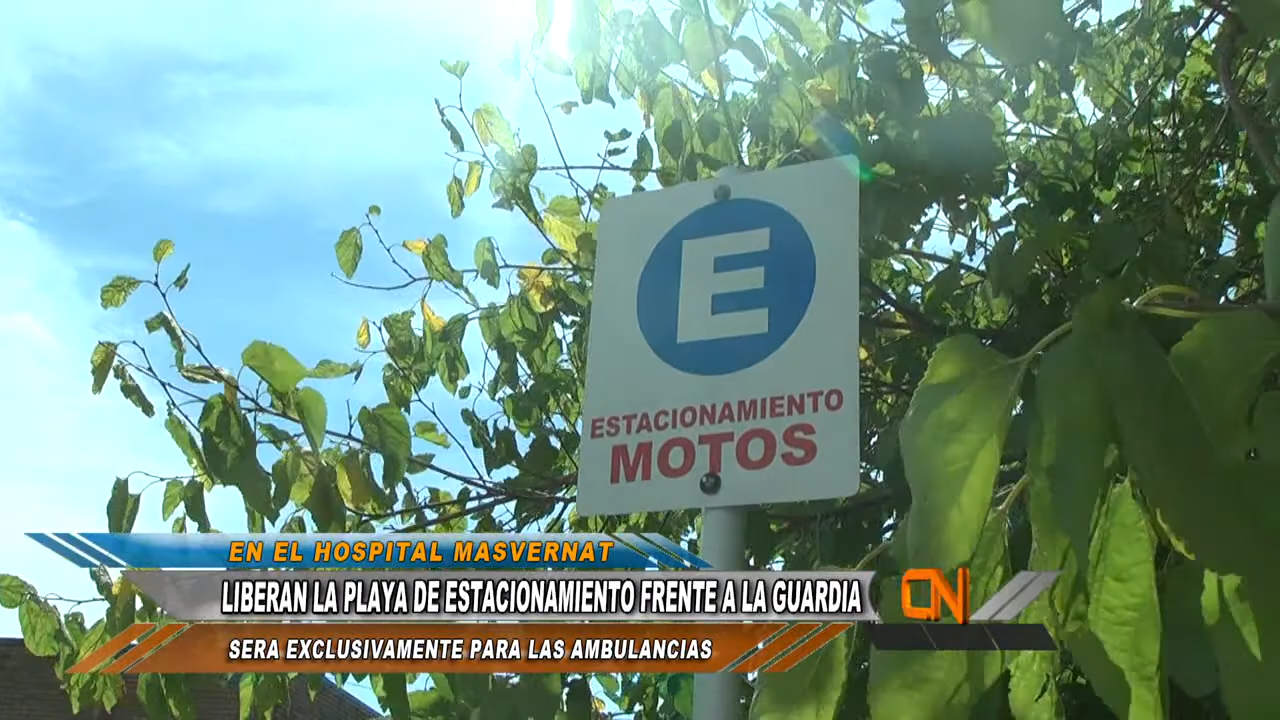 E
ESTACIONAMIENTO
MOTOS
EN EL HOSPITAL MASVERNAT
LIBERAN LA PLAYA DE ESTACIONAMIENTO FRENTE A LA GUARDIA
CN
SERA EXCLUSIVAMENTE PARA LAS AMBULANCIAS